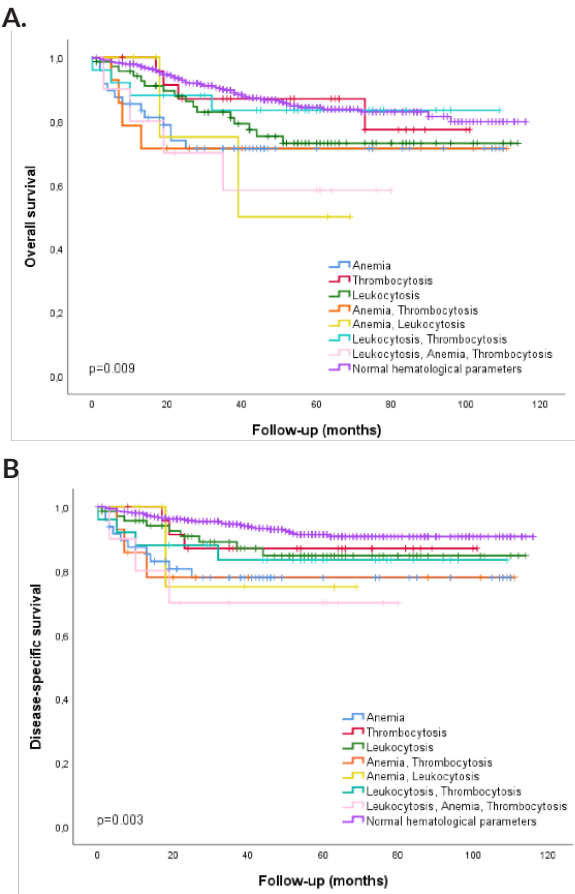 A.
1,0
0,8
0,6
0,4
0,2
0,0
Overall survival
Anemia
Thrombocytosis
Leukocytosis
Anemia, Thrombocytosis
Anemia, Leukocytosis
Leukocytosis, Thrombocytosis
Leukocytosis, Anemia, Thrombocytosis
Normal hematological parameters
p=0.009
0 20 40 60 80 100 120
Follow-up (months)
B
1,0
0,8
0,6
0,4
0,2
0,0
Disease-specific survival
Anemia
Thrombocytosis
Leukocytosis
Anemia, Thrombocytosis
Anemia, Leukocytosis
Leukocytosis, Thrombocytosis
Leukocytosis, Anemia, Thrombocytosis
Normal hematological parameters
p=0.003
0 20 40 60 80 100 120
Follow-up (months)